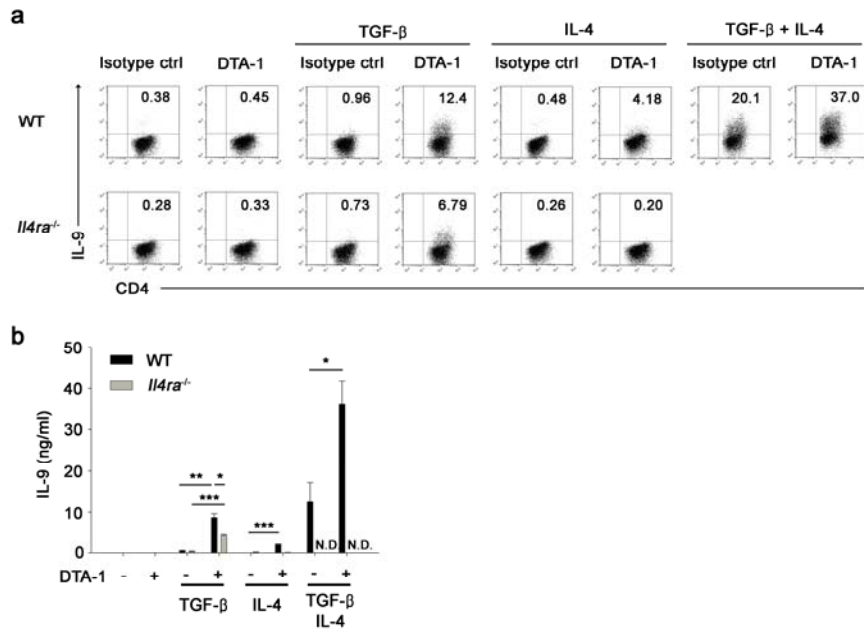 a
TGF-β IL-4 TGF-β + IL-4
Isotype ctrl DTA-1 Isotype ctrl DTA-1 Isotype ctrl DTA-1 Isotype ctrl DTA-1
WT 0.38 0.45 0.96 12.4 0.48 4.18 20.1 37.0
Il4ra-/- 0.28 0.33 0.73 6.79 0.26 0.20
IL-9
CD4
b
50
40
30
20
10
0
IL-9 (ng/ml)
WT
Il4ra-/-
*
** *
***
***
N.D. N.D.
DTA-1 - + - + - + - +
TGF-β IL-4 TGF-β
IL-4